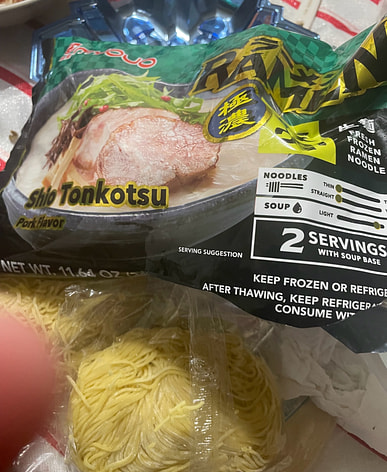 RAMEN
極濃
FRESH
FROZEN
RAMEN
NOODLE
Shio Tonkotsu
Pork Flavor
NOODLES
THIN
STRAIGHT
SOUP
LIGHT
2 SERVINGS
WITH SOUP BASE
SERVING SUGGESTION
NET WT. 11.64 OZ
KEEP FROZEN OR REFRIGE
AFTER THAWING, KEEP REFRIGERA
CONSUME WIT